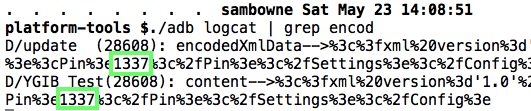 . . . . . . . . sambowne Sat May 23 14:08:51
platform-tools $./adb logcat | grep encod
D/update  (28608): encodedXmlData-->%3c%3fxml%20version%3d'
%3e%3cPin%3e1337%3c%2fPin%3e%3c%2fSettings%3e%3c%2fConfig%3
D/YGIB Test(28608): content-->%3c%3fxml%20version%3d'1.0'%2
Pin%3e1337%3c%2fPin%3e%3c%2fSettings%3e%3c%2fConfig%3e